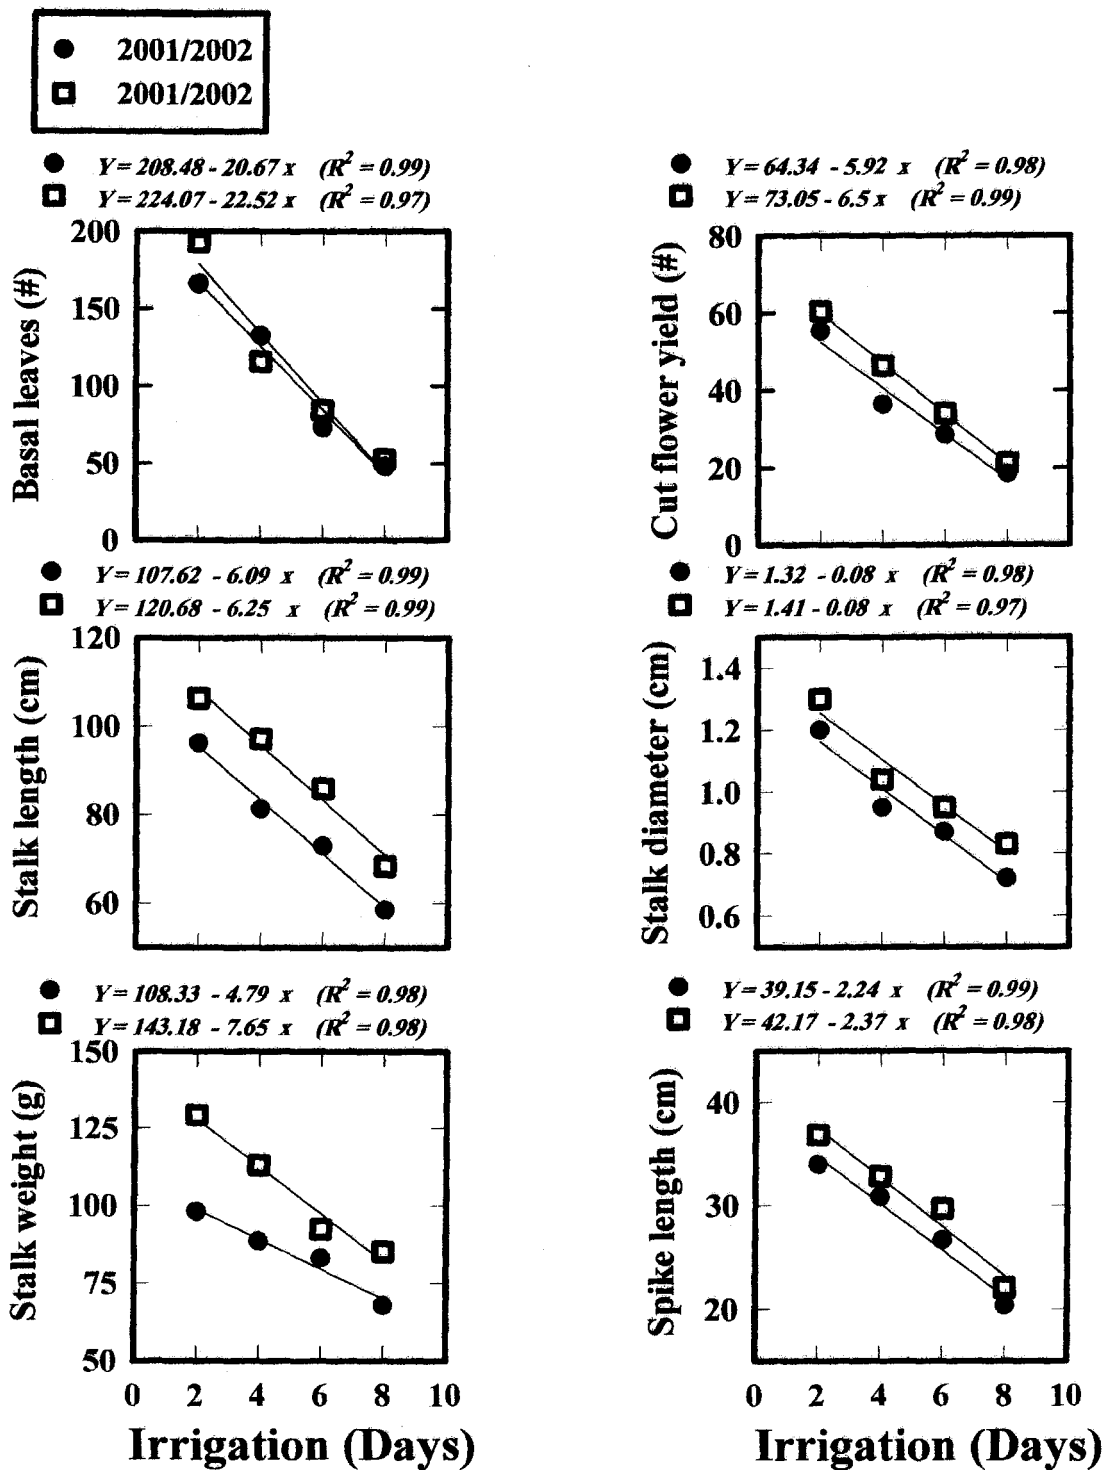 2001/2002
2001/2002
Y = 208.48 - 20.67 x (R² = 0.99)
Y = 224.07 - 22.52 x (R² = 0.97)
200
150
100
50
0
Basal leaves (#)
Y = 64.34 - 5.92 x (R² = 0.98)
Y = 73.05 - 6.5 x (R² = 0.99)
80
60
40
20
0
Cut flower yield (#)
Y = 107.62 - 6.09 x (R² = 0.99)
Y = 120.68 - 6.25 x (R² = 0.99)
120
100
80
60
Stalk length (cm)
Y = 1.32 - 0.08 x (R² = 0.98)
Y = 1.41 - 0.08 x (R² = 0.97)
1.4
1.2
1.0
0.8
0.6
Stalk diameter (cm)
Y = 108.33 - 4.79 x (R² = 0.98)
Y = 143.18 - 7.65 x (R² = 0.98)
150
125
100
75
50
Stalk weight (g)
0 2 4 6 8 10
Irrigation (Days)
Y = 39.15 - 2.24 x (R² = 0.99)
Y = 42.17 - 2.37 x (R² = 0.98)
40
30
20
Spike length (cm)
0 2 4 6 8 10
Irrigation (Days)